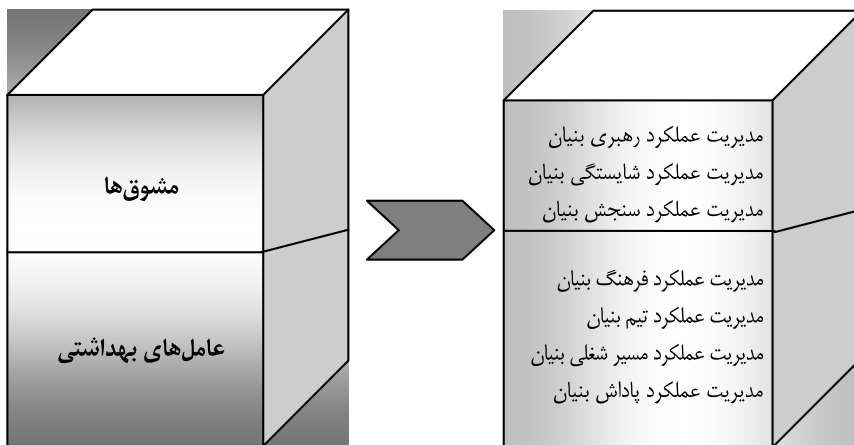 مشوق‌ها
عامل‌های بهداشتی
مدیریت عملکرد رهبری بنیان
مدیریت عملکرد شایستگی بنیان
مدیریت عملکرد سنجش بنیان
مدیریت عملکرد فرهنگ بنیان
مدیریت عملکرد تیم بنیان
مدیریت عملکرد مسیر شغلی بنیان
مدیریت عملکرد پاداش بنیان